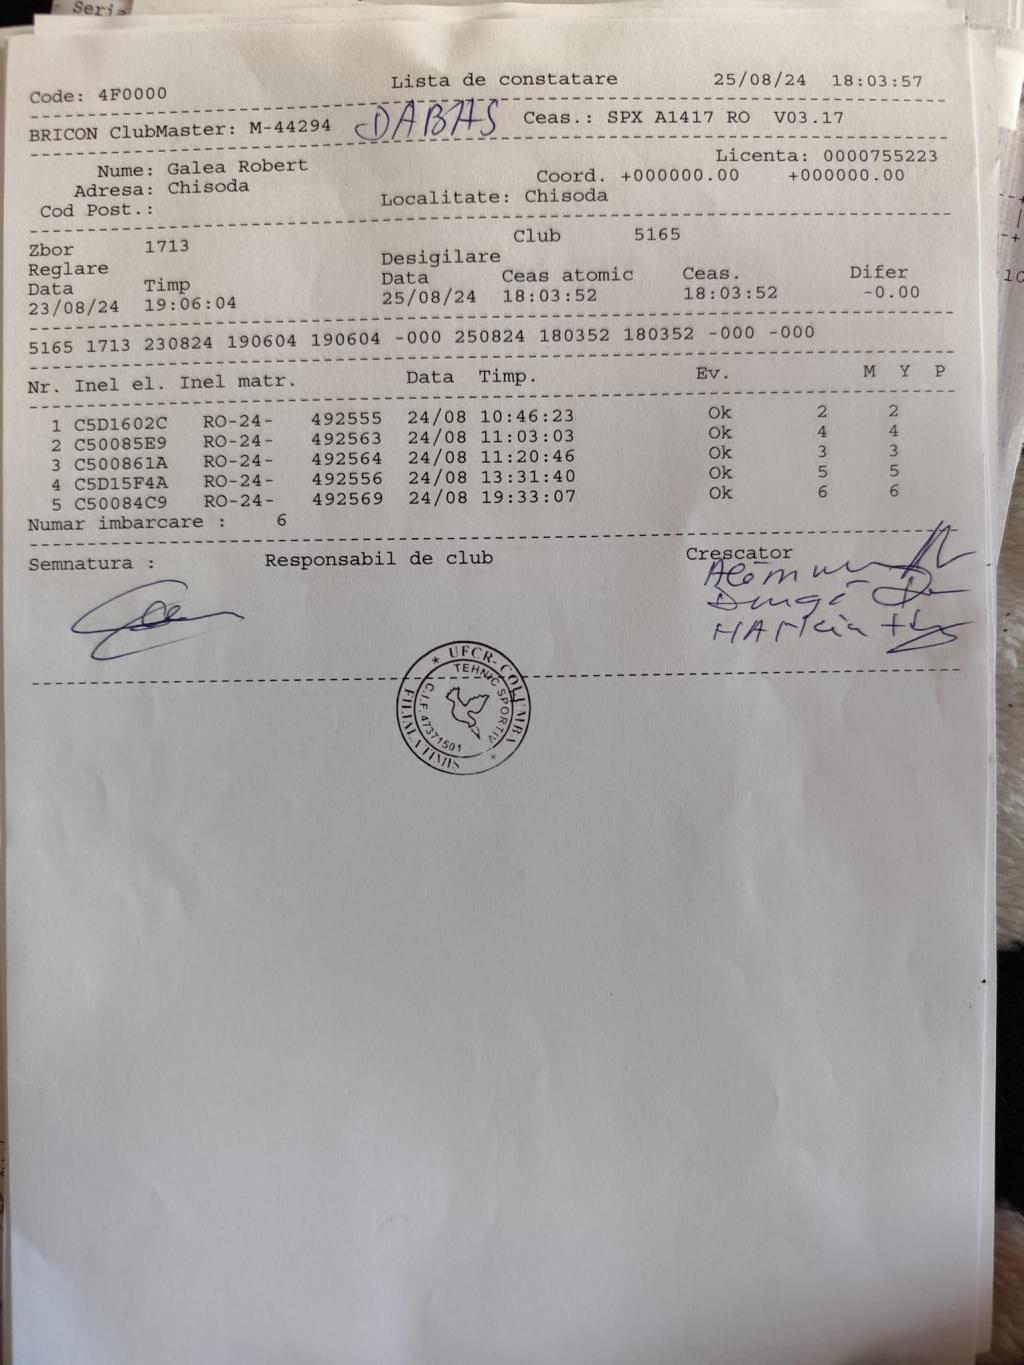 Seria
Code: 4F0000 Lista de constatare 25/08/24 18:03:57
BRICON ClubMaster: M-44294 DABAS Ceas.: SPX A1417 RO V03.17
Nume: Galea Robert Licenta: 0000755223
Adresa: Chisoda Coord. +000000.00 +000000.00
Cod Post.: Localitate: Chisoda
Zbor 1713 Club 5165
Reglare Desigilare
Data Timp Data Ceas atomic Ceas. Difer
23/08/24 19:06:04 25/08/24 18:03:52 18:03:52 -0.00
5165 1713 230824 190604 190604 -000 250824 180352 180352 -000 -000
Nr. Inel el. Inel matr. Data Timp. Ev. M Y P
1 C5D1602C RO-24- 492555 24/08 10:46:23 Ok 2 2
2 C50085E9 RO-24- 492563 24/08 11:03:03 Ok 4 4
3 C500861A RO-24- 492564 24/08 11:20:46 Ok 3 3
4 C5D15F4A RO-24- 492556 24/08 13:31:40 Ok 5 5
5 C50084C9 RO-24- 492569 24/08 19:33:07 Ok 6 6
Numar imbarcare : 6
Semnatura : Responsabil de club Crescator
* UFCR-COLUMBA * FILIALA TIMIS
TEHNIC SPORTIV
C.I.F. 47371501